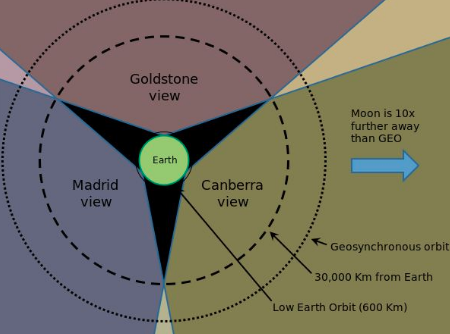 Goldstone
view
Moon is 10x
further away
than GEO
Earth
Madrid
view
Canberra
view
Geosynchronous orbit
30,000 Km from Earth
Low Earth Orbit (600 Km)